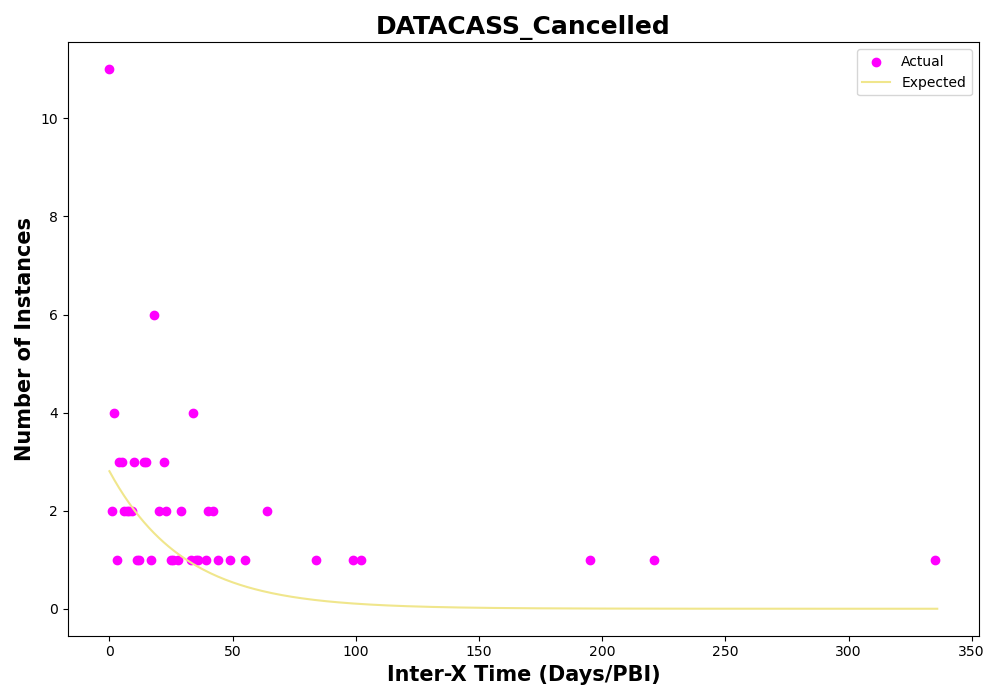 DATACASS_Cancelled
Actual
Expected
Number of Instances
10
8
6
4
2
0
0 50 100 150 200 250 300 350
Inter-X Time (Days/PBI)